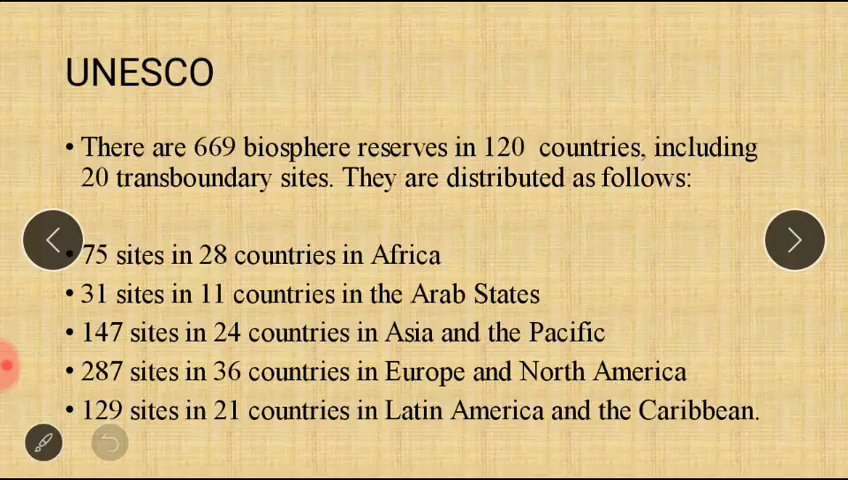 UNESCO
• There are 669 biosphere reserves in 120 countries, including
20 transboundary sites. They are distributed as follows:
• 75 sites in 28 countries in Africa
• 31 sites in 11 countries in the Arab States
• 147 sites in 24 countries in Asia and the Pacific
• 287 sites in 36 countries in Europe and North America
• 129 sites in 21 countries in Latin America and the Caribbean.